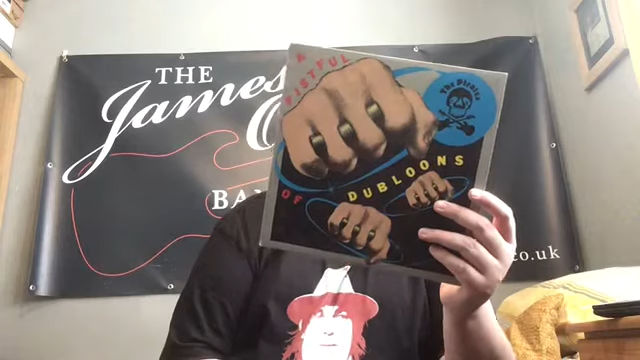 THE
James
BA
.co.uk
A
FISTFUL
OF
DUBLOONS
The Pirates